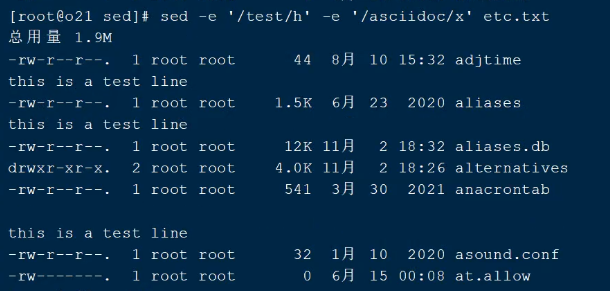 [root@o21 sed]# sed -e '/test/h' -e '/asciidoc/x' etc.txt
总用量 1.9M
-rw-r--r--.  1 root root       44  8月  10 15:32 adjtime
this is a test line
-rw-r--r--.  1 root root     1.5K  6月  23  2020 aliases
this is a test line
-rw-r--r--.  1 root root      12K 11月   2 18:32 aliases.db
drwxr-xr-x.  2 root root     4.0K 11月   2 18:26 alternatives
-rw-r--r--.  1 root root      541  3月  30  2021 anacrontab

this is a test line
-rw-r--r--.  1 root root       32  1月  10  2020 asound.conf
-rw-------.  1 root root        0  6月  15 00:08 at.allow